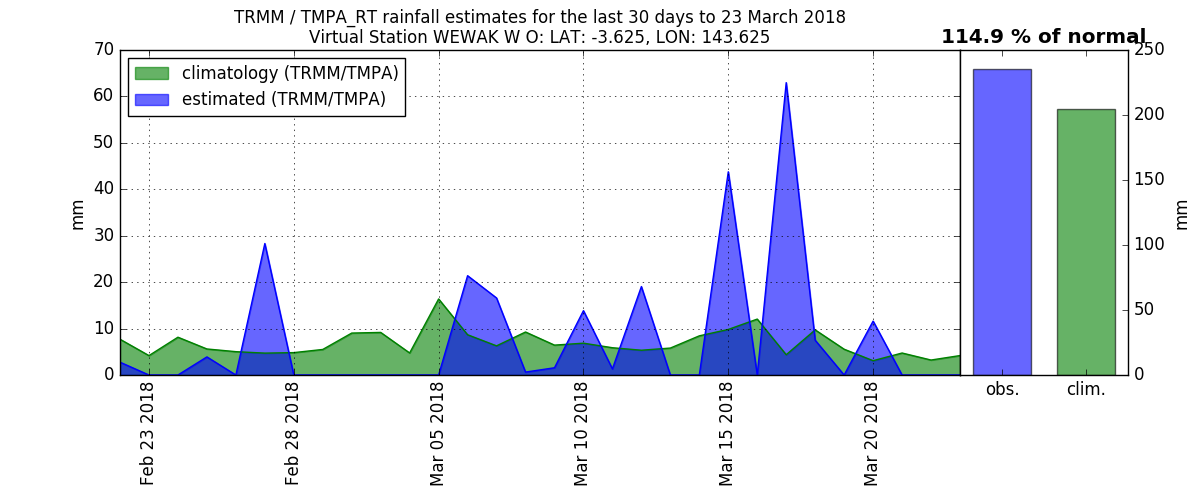 TRMM / TMPA_RT rainfall estimates for the last 30 days to 23 March 2018
Virtual Station WEWAK W O: LAT: -3.625, LON: 143.625
114.9 % of normal
climatology (TRMM/TMPA)
estimated (TRMM/TMPA)
70
60
50
40
30
20
10
0
mm
250
200
150
100
50
0
mm
obs.
clim.
Feb 23 2018
Feb 28 2018
Mar 05 2018
Mar 10 2018
Mar 15 2018
Mar 20 2018